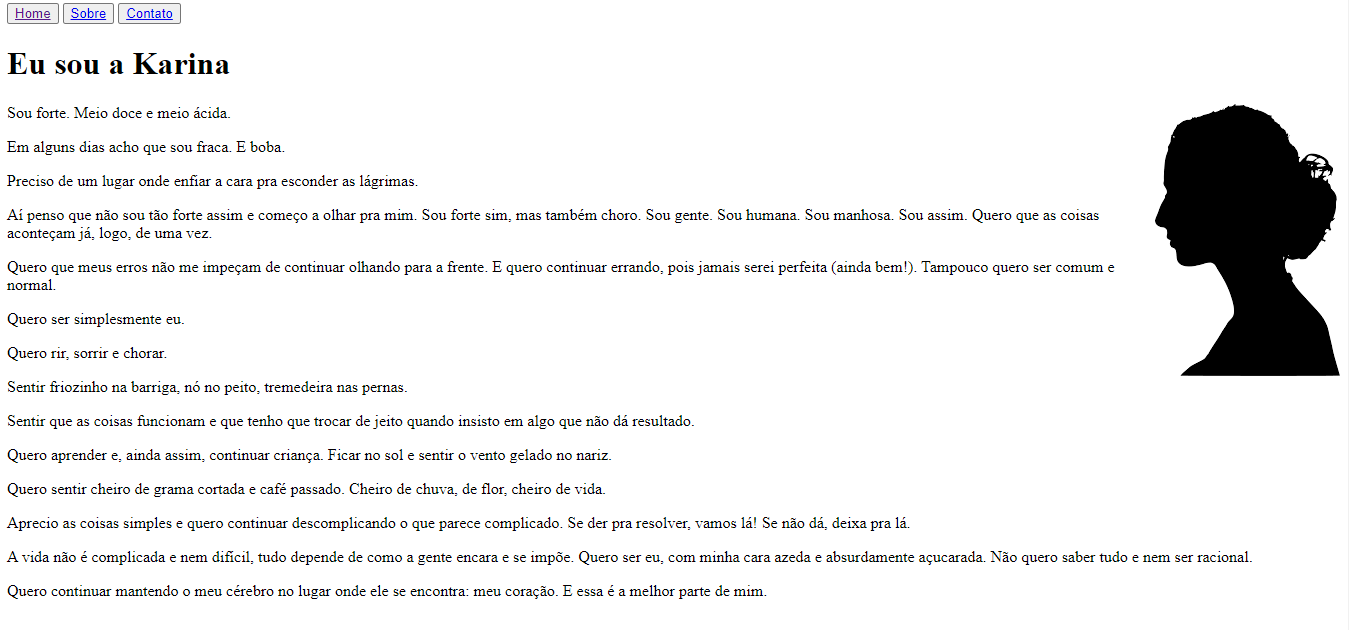 Home Sobre Contato
Eu sou a Karina
Sou forte. Meio doce e meio ácida.
Em alguns dias acho que sou fraca. E boba.
Preciso de um lugar onde enfiar a cara pra esconder as lágrimas.
Aí penso que não sou tão forte assim e começo a olhar pra mim. Sou forte sim, mas também choro. Sou gente. Sou humana. Sou manhosa. Sou assim. Quero que as coisas
aconteçam já, logo, de uma vez.
Quero que meus erros não me impeçam de continuar olhando para a frente. E quero continuar errando, pois jamais serei perfeita (ainda bem!). Tampouco quero ser comum e
normal.
Quero ser simplesmente eu.
Quero rir, sorrir e chorar.
Sentir friozinho na barriga, nó no peito, tremedeira nas pernas.
Sentir que as coisas funcionam e que tenho que trocar de jeito quando insisto em algo que não dá resultado.
Quero aprender e, ainda assim, continuar criança. Ficar no sol e sentir o vento gelado no nariz.
Quero sentir cheiro de grama cortada e café passado. Cheiro de chuva, de flor, cheiro de vida.
Aprecio as coisas simples e quero continuar descomplicando o que parece complicado. Se der pra resolver, vamos lá! Se não dá, deixa pra lá.
A vida não é complicada e nem difícil, tudo depende de como a gente encara e se impõe. Quero ser eu, com minha cara azeda e absurdamente açucarada. Não quero saber tudo e nem ser racional.
Quero continuar mantendo o meu cérebro no lugar onde ele se encontra: meu coração. E essa é a melhor parte de mim.